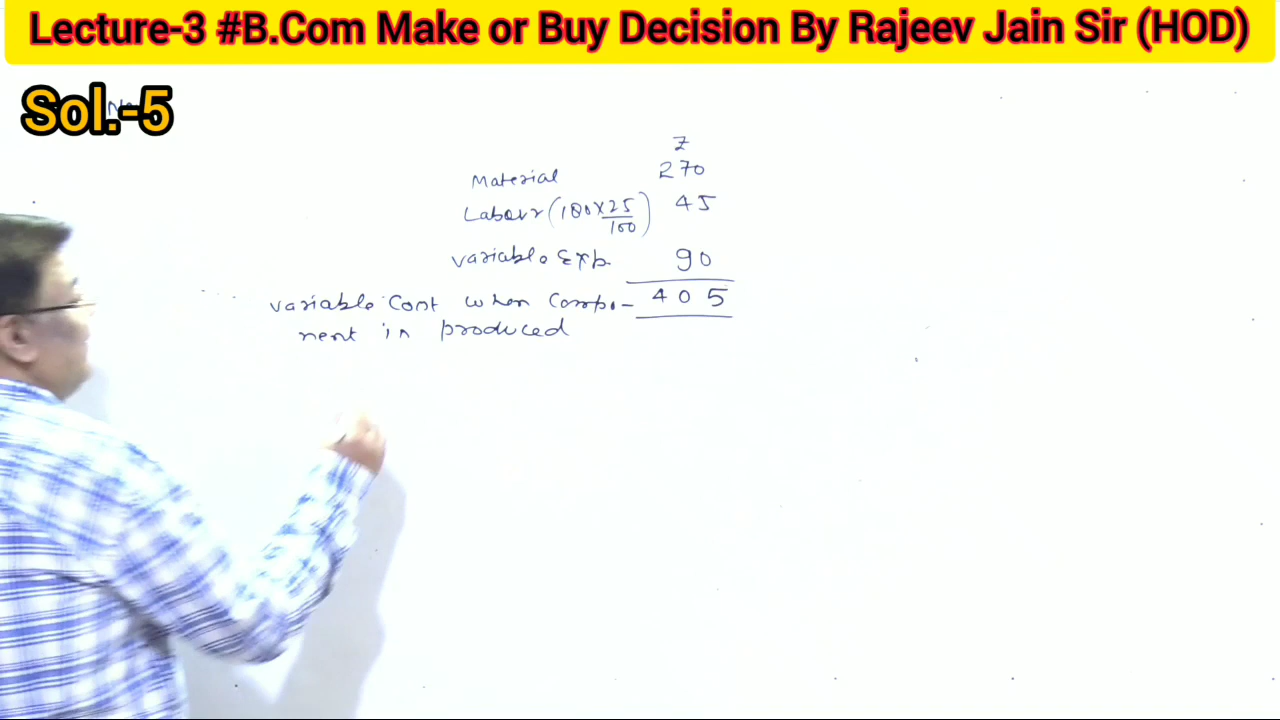 Lecture-3 #B.Com Make or Buy Decision By Rajeev Jain Sir (HOD)
Sol.-5
₹
Material 270
Labour (180 × 25/100) 45
Variable Exp. 90
Variable Cost when Compo- 405
nent is produced